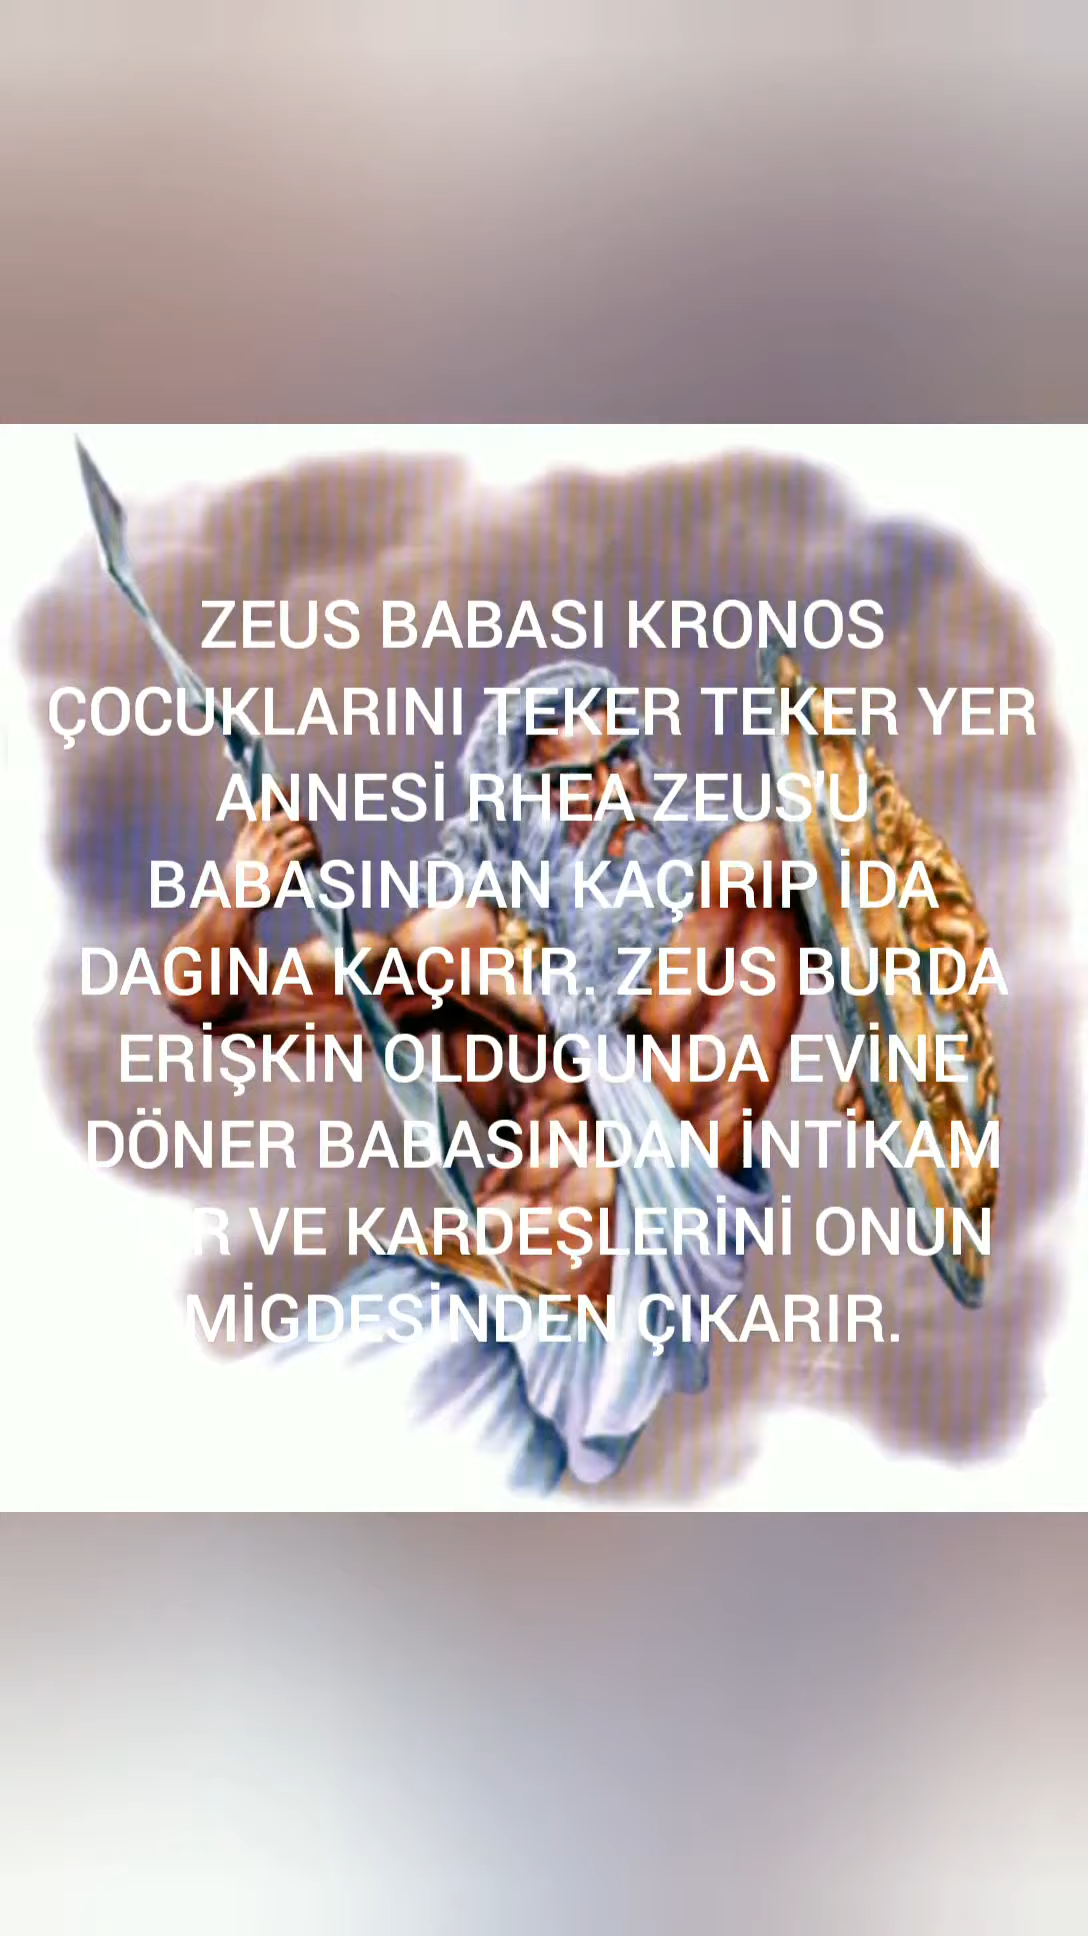 ZEUS BABASI KRONOS
ÇOCUKLARINI TEKER TEKER YER
ANNESİ RHEA ZEUS'U
BABASINDAN KAÇIRIP İDA
DAGINA KAÇIRIR. ZEUS BURDA
ERİŞKİN OLDUGUNDA EVİNE
DÖNER BABASINDAN İNTİKAM
VE KARDEŞLERİNİ ONUN
MİGDESİNDEN ÇIKARIR.